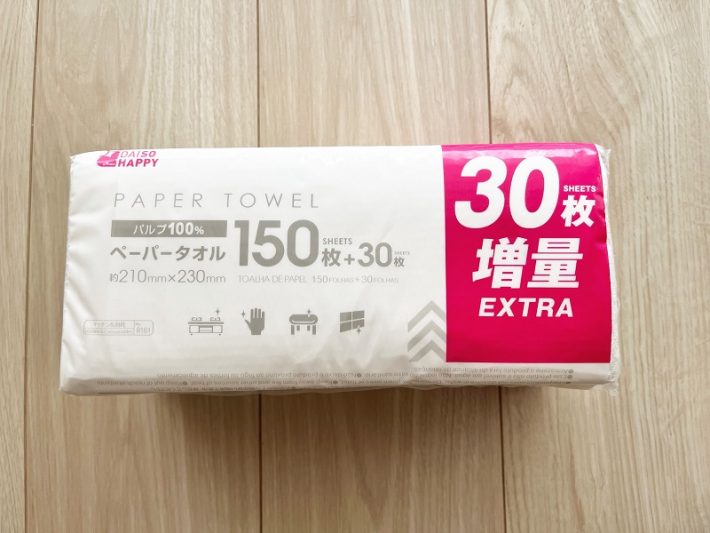 DAISO
HAPPY
PAPER TOWEL
パルプ100%
ペーパータオル
約210mm×230mm
150 SHEETS 枚+30 SHEETS 枚
TOALHA DE PAPEL 150 FOLHAS + 30 FOLHAS
30 SHEETS 枚
増量
EXTRA